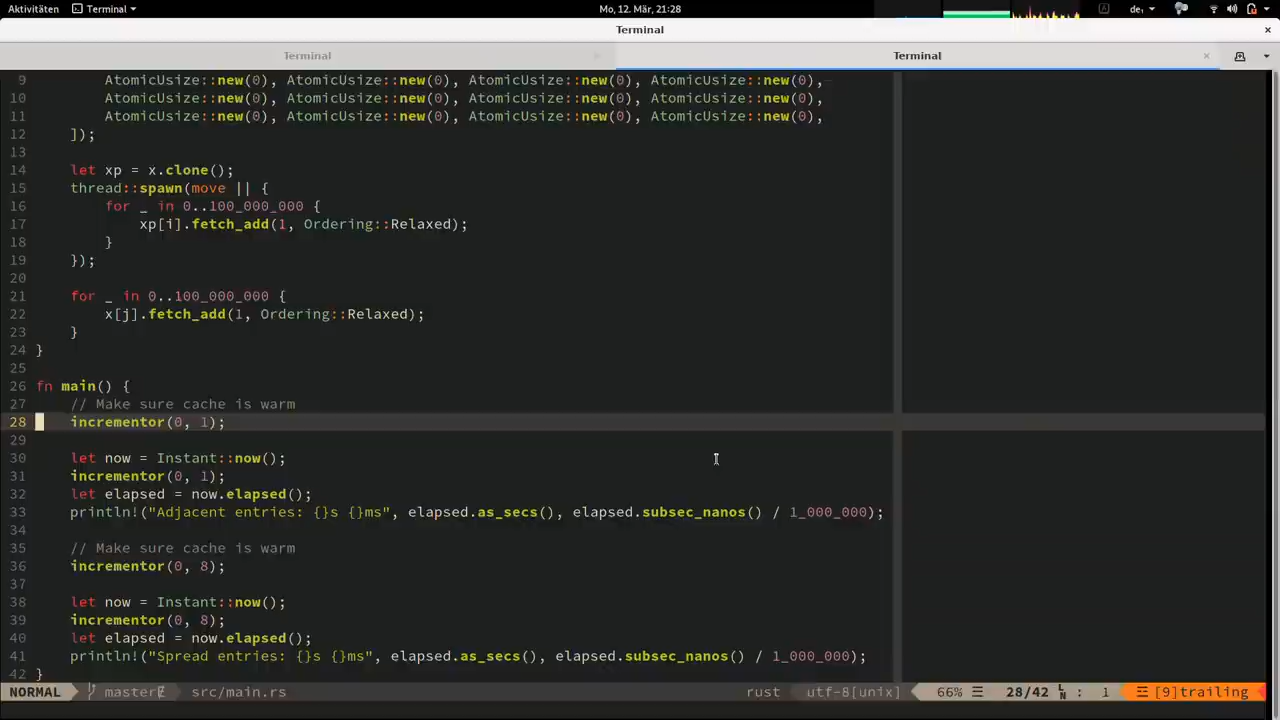 Aktivitäten Terminal Mo, 12. Mär, 21:28 A de₁
Terminal ×
Terminal × Terminal ×
9 AtomicUsize::new(0), AtomicUsize::new(0), AtomicUsize::new(0), AtomicUsize::new(0),
10 AtomicUsize::new(0), AtomicUsize::new(0), AtomicUsize::new(0), AtomicUsize::new(0),
11 AtomicUsize::new(0), AtomicUsize::new(0), AtomicUsize::new(0), AtomicUsize::new(0),
12 ]);
13
14 let xp = x.clone();
15 thread::spawn(move || {
16 for _ in 0..100_000_000 {
17 xp[i].fetch_add(1, Ordering::Relaxed);
18 }
19 });
20
21 for _ in 0..100_000_000 {
22 x[j].fetch_add(1, Ordering::Relaxed);
23 }
24 }
25
26 fn main() {
27 // Make sure cache is warm
28 incrementor(0, 1);
29
30 let now = Instant::now();
31 incrementor(0, 1);
32 let elapsed = now.elapsed();
33 println!("Adjacent entries: {}s {}ms", elapsed.as_secs(), elapsed.subsec_nanos() / 1_000_000);
34
35 // Make sure cache is warm
36 incrementor(0, 8);
37
38 let now = Instant::now();
39 incrementor(0, 8);
40 let elapsed = now.elapsed();
41 println!("Spread entries: {}s {}ms", elapsed.as_secs(), elapsed.subsec_nanos() / 1_000_000);
42 }
NORMAL master src/main.rs rust utf-8[unix] 66% ☰ 28/42 LN : 1 ☲ [9]trailing